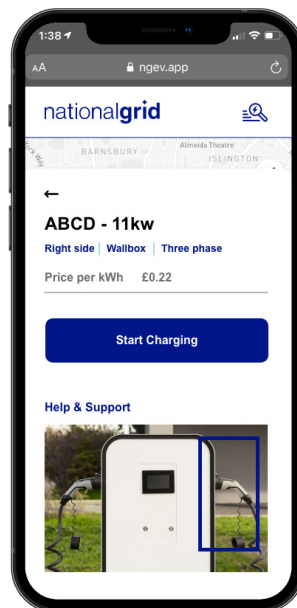 1:38
AA ngev.app
nationalgrid
Almeida Theatre
BARNSBURY
ISLINGTON
ABCD - 11kw
Right side | Wallbox | Three phase
Price per kWh £0.22
Start Charging
Help & Support